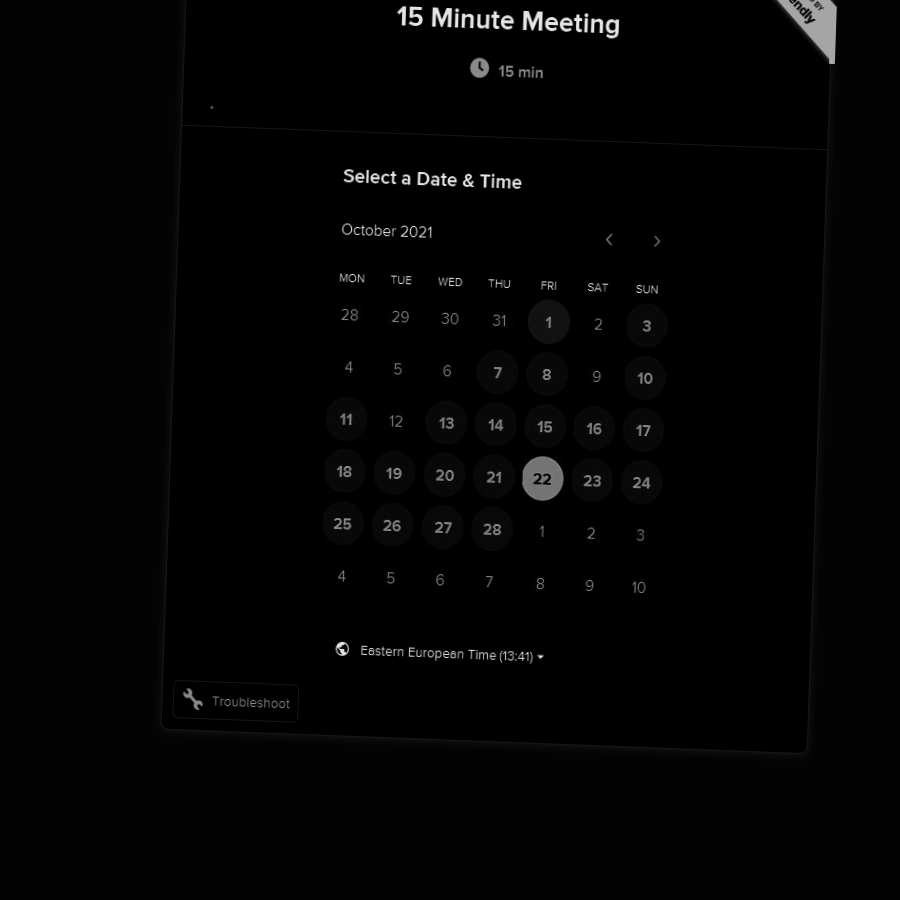 BY
endly
15 Minute Meeting
15 min
.
Select a Date & Time
October 2021
MON TUE WED THU FRI SAT SUN
28 29 30 31 1 2 3
4 5 6 7 8 9 10
11 12 13 14 15 16 17
18 19 20 21 22 23 24
25 26 27 28 1 2 3
4 5 6 7 8 9 10
Eastern European Time (13:41)
Troubleshoot